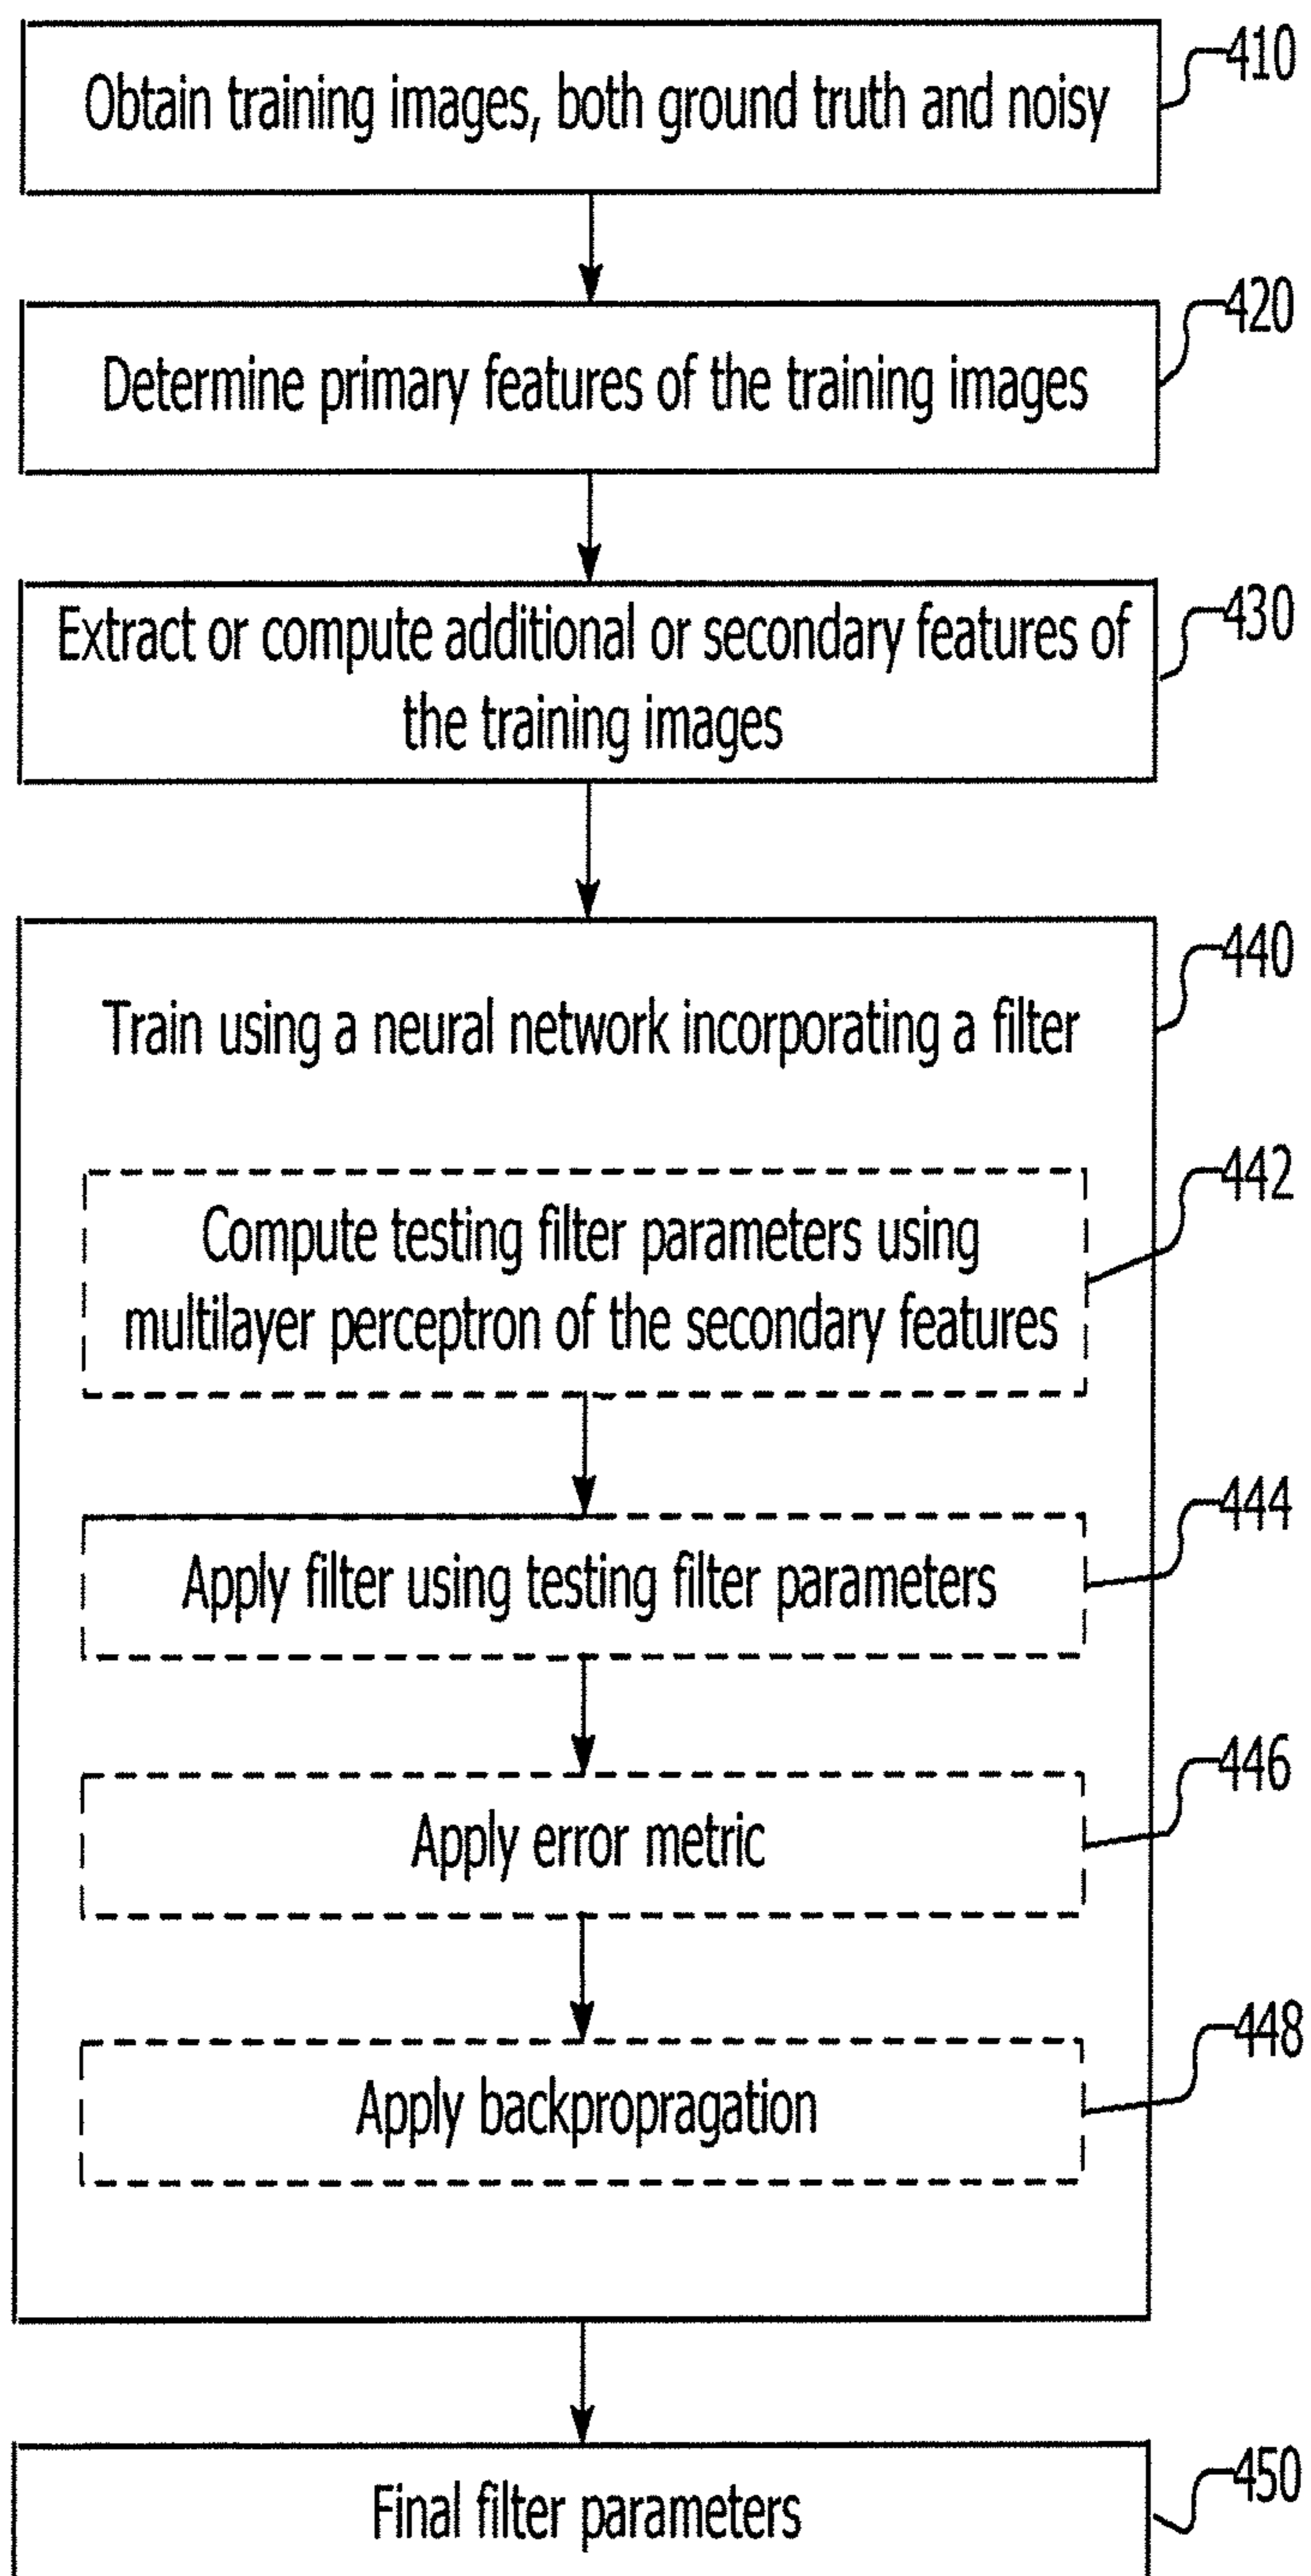 Obtain training images, both ground truth and noisy
410
Determine primary features of the training images
420
Extract or compute additional or secondary features of
the training images
430
440
Train using a neural network incorporating a filter
442
Compute testing filter parameters using
multilayer perceptron of the secondary features
444
Apply filter using testing filter parameters
446
Apply error metric
448
Apply backpropragation
450
Final filter parameters